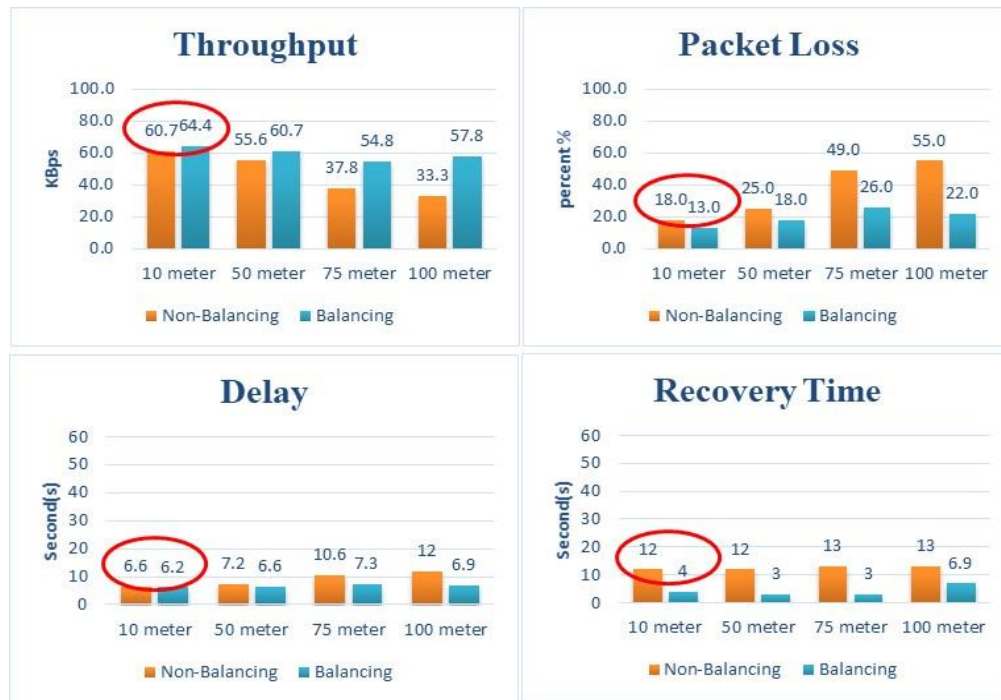 Throughput
100.0
80.0
60.0
40.0
20.0
0.0
KBps
60.7 64.4
55.6 60.7
37.8 54.8
33.3 57.8
10 meter 50 meter 75 meter 100 meter
Non-Balancing Balancing
Packet Loss
100.0
80.0
60.0
40.0
20.0
0.0
percent %
18.0 13.0
25.0 18.0
49.0 26.0
55.0 22.0
10 meter 50 meter 75 meter 100 meter
Non-Balancing Balancing
Delay
60
50
40
30
20
10
0
Second(s)
6.6 6.2
7.2 6.6
10.6 7.3
12 6.9
10 meter 50 meter 75 meter 100 meter
Non-Balancing Balancing
Recovery Time
60
50
40
30
20
10
0
Second(s)
12 4
12 3
13 3
13 6.9
10 meter 50 meter 75 meter 100 meter
Non-Balancing Balancing